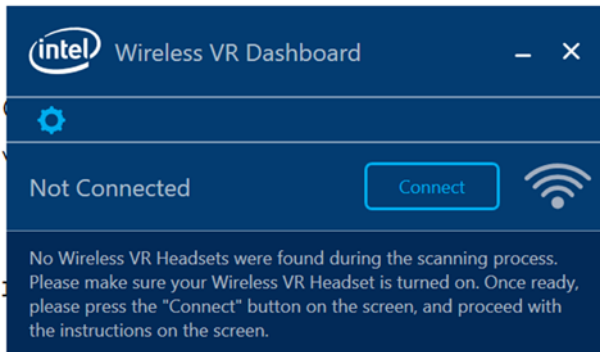 intel Wireless VR Dashboard
Not Connected
Connect
No Wireless VR Headsets were found during the scanning process.
Please make sure your Wireless VR Headset is turned on. Once ready,
please press the "Connect" button on the screen, and proceed with
the instructions on the screen.